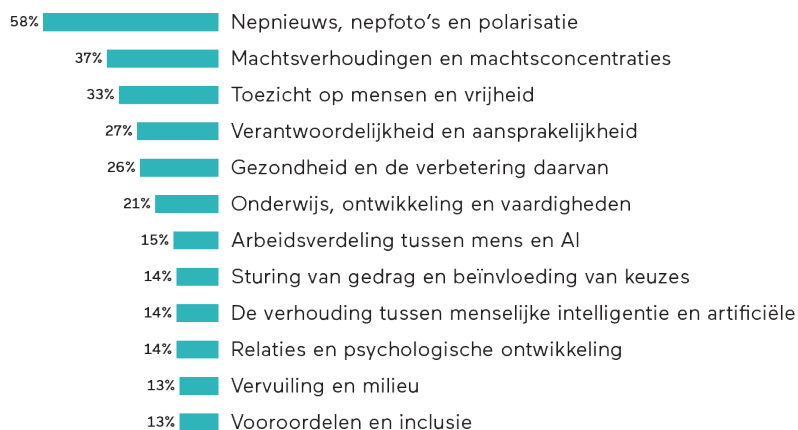 58% Nepnieuws, nepfoto's en polarisatie
37% Machtsverhoudingen en machtsconcentraties
33% Toezicht op mensen en vrijheid
27% Verantwoordelijkheid en aansprakelijkheid
26% Gezondheid en de verbetering daarvan
21% Onderwijs, ontwikkeling en vaardigheden
15% Arbeidsverdeling tussen mens en AI
14% Sturing van gedrag en beïnvloeding van keuzes
14% De verhouding tussen menselijke intelligentie en artificiële
14% Relaties en psychologische ontwikkeling
13% Vervuiling en milieu
13% Vooroordelen en inclusie